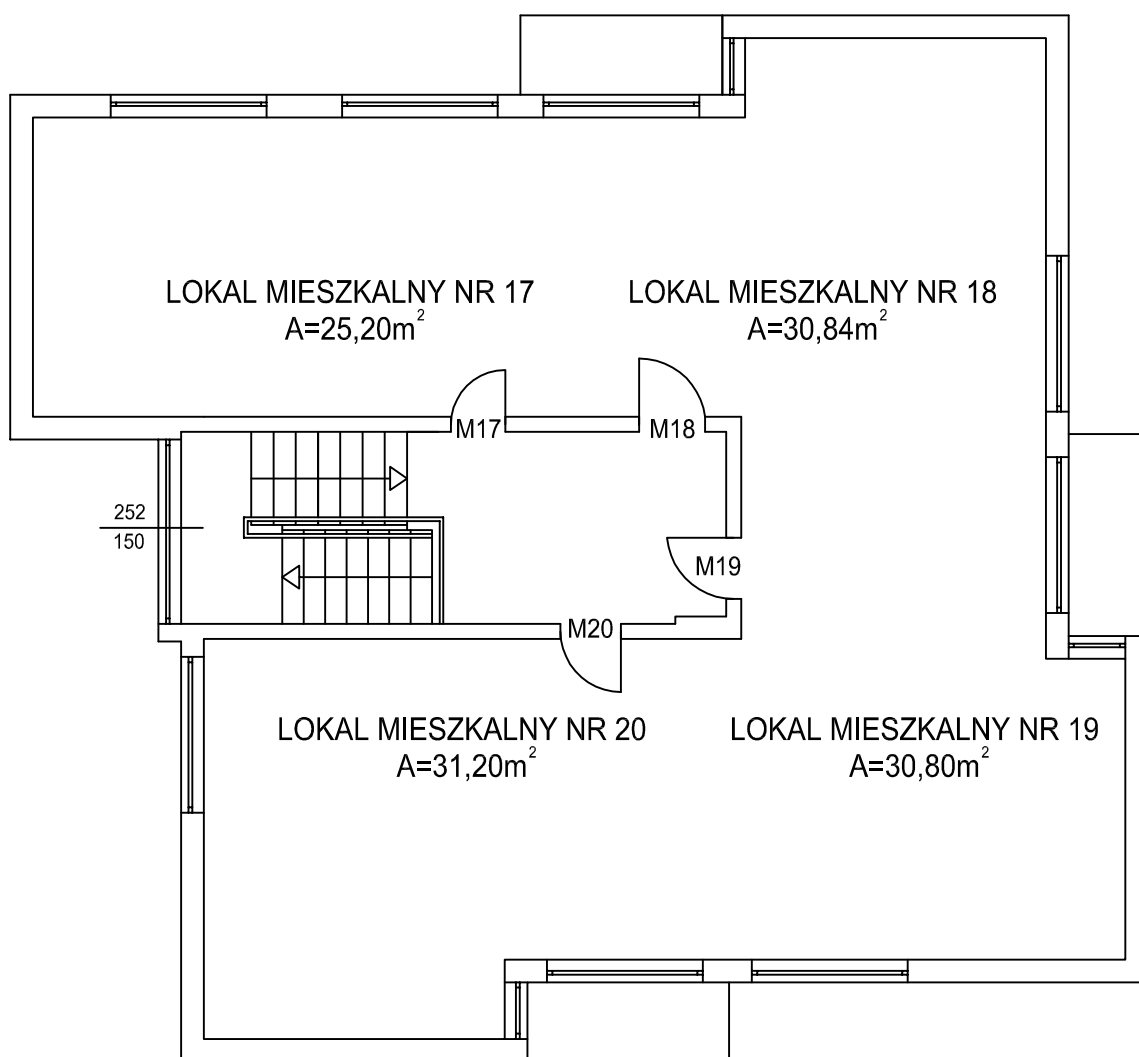 LOKAL MIESZKALNY NR 17
A=25,20m²
LOKAL MIESZKALNY NR 18
A=30,84m²
M17
M18
252
150
M19
M20
LOKAL MIESZKALNY NR 20
A=31,20m²
LOKAL MIESZKALNY NR 19
A=30,80m²